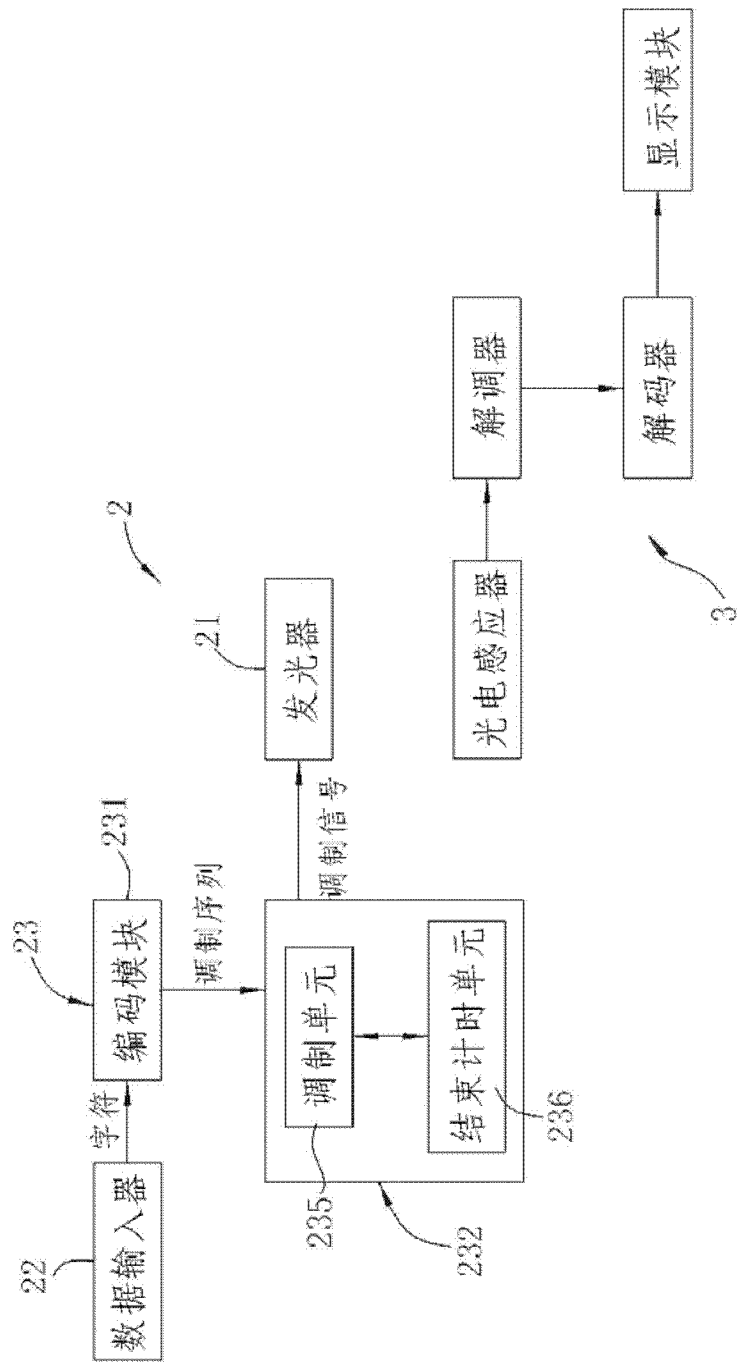 22
数据输入器
字符
23
编码模块
231
调制序列
235
调制单元
结束计时单元
236
232
调制信号
21
发光器
2
光电感应器
解调器
解码器
显示模块
3